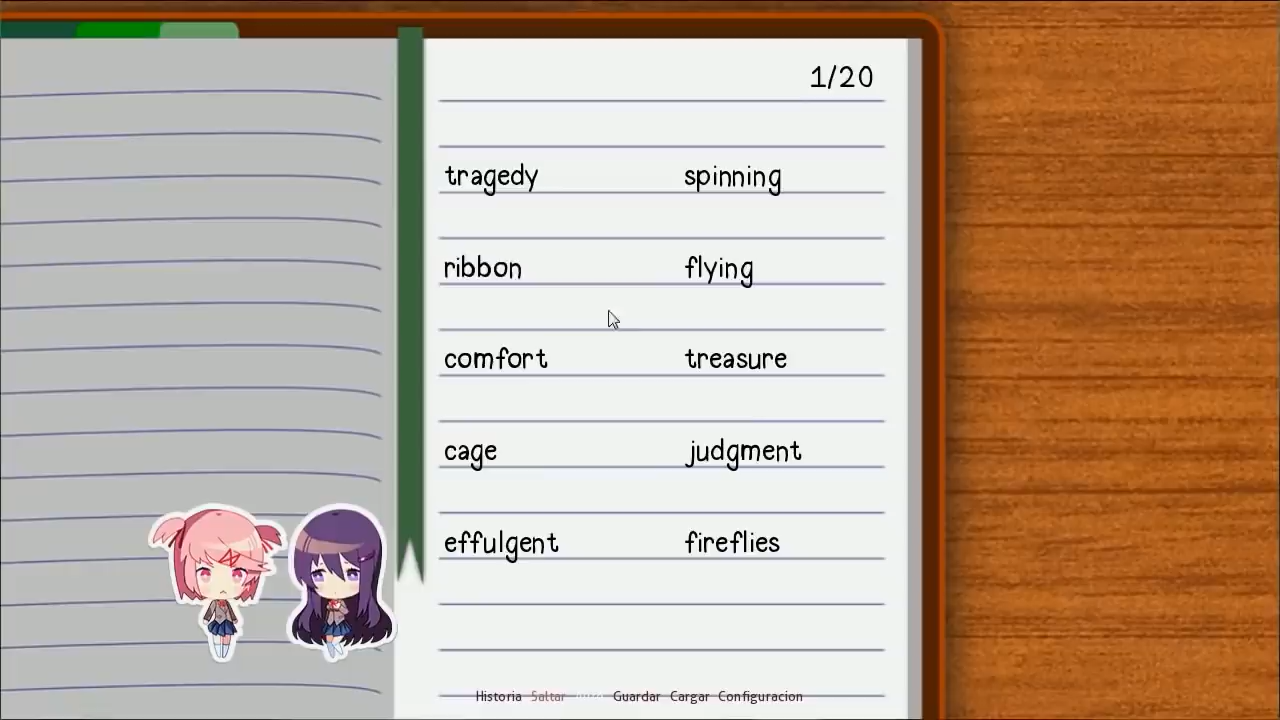 1/20
tragedy spinning
ribbon flying
comfort treasure
cage judgment
effulgent fireflies
Historia Saltar Guardar Cargar Configuracion